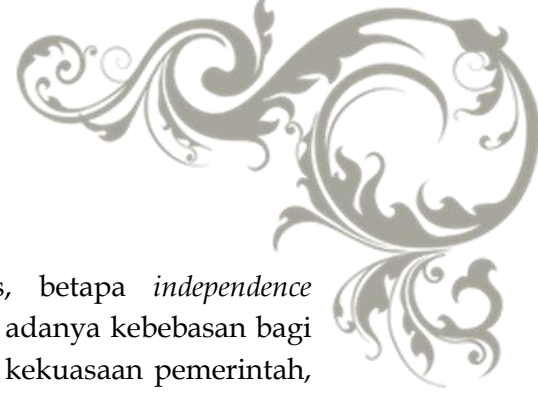 s, betapa independence
adanya kebebasan bagi
kekuasaan pemerintah,